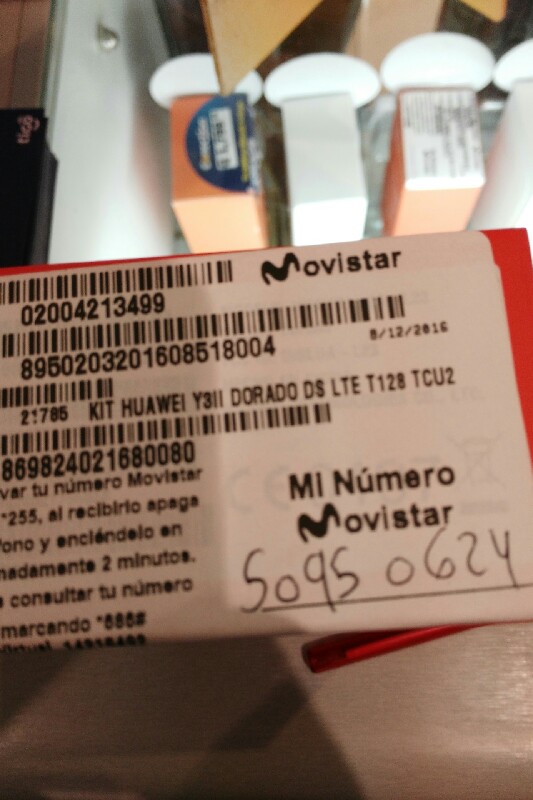 tigo
Movistar
02004213499
8950203201608518004
8/12/2016
21785 KIT HUAWEI Y3II DORADO DS LTE T128 TCU2
869824021680080
var tu número Movistar
*255, al recibirlo apaga
fono y enciéndelo en
madamente 2 minutos.
consultar tu número
marcando *888#
Mi Número
Movistar
5095 0624